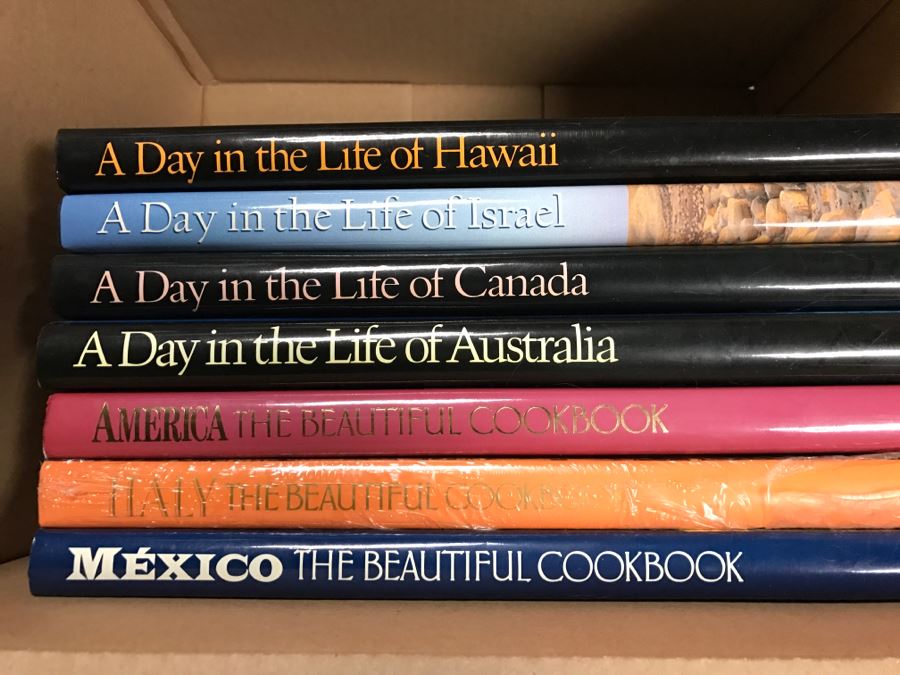 A Day in the Life of Hawaii
A Day in the Life of Israel
A Day in the Life of Canada
A Day in the Life of Australia
AMERICA THE BEAUTIFUL COOKBOOK
ITALY THE BEAUTIFUL COOKBOOK
MÉXICO THE BEAUTIFUL COOKBOOK